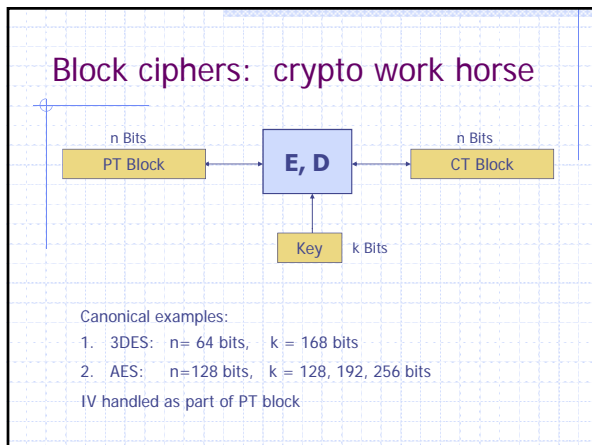 Block ciphers: crypto work horse
n Bits
n Bits
PT Block
E, D
CT Block
Key
k Bits
Canonical examples:
1. 3DES: n= 64 bits, k = 168 bits
2. AES: n=128 bits, k = 128, 192, 256 bits
IV handled as part of PT block